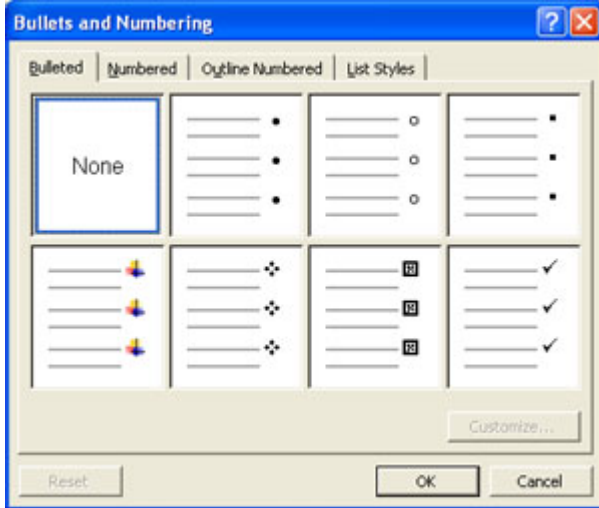 Bullets and Numbering
Bulleted Numbered Outline Numbered List Styles
None
Customize...
Reset OK Cancel